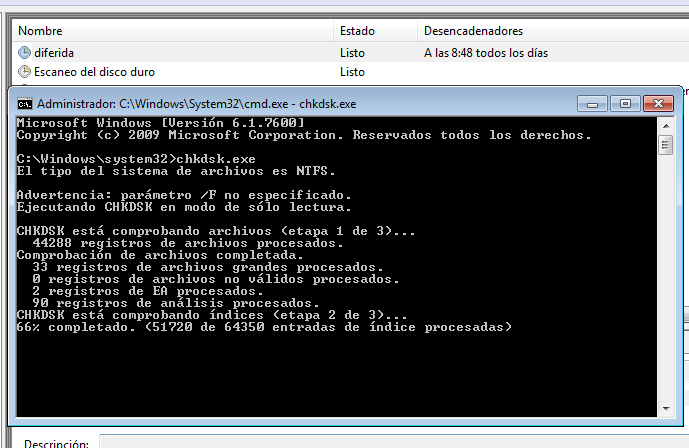 Nombre Estado Desencadenadores
diferida Listo A las 8:48 todos los días
Escaneo del disco duro Listo
Administrador: C:\Windows\System32\cmd.exe - chkdsk.exe
Microsoft Windows [Versión 6.1.7600]
Copyright (c) 2009 Microsoft Corporation. Reservados todos los derechos.
C:\Windows\system32>chkdsk.exe
El tipo del sistema de archivos es NTFS.
Advertencia: parámetro /F no especificado.
Ejecutando CHKDSK en modo de sólo lectura.
CHKDSK está comprobando archivos (etapa 1 de 3)...
44288 registros de archivos procesados.
Comprobación de archivos completada.
33 registros de archivos grandes procesados.
0 registros de archivos no válidos procesados.
2 registros de EA procesados.
90 registros de análisis procesados.
CHKDSK está comprobando índices (etapa 2 de 3)...
66% completado. (51720 de 64350 entradas de índice procesadas)
Descripción: